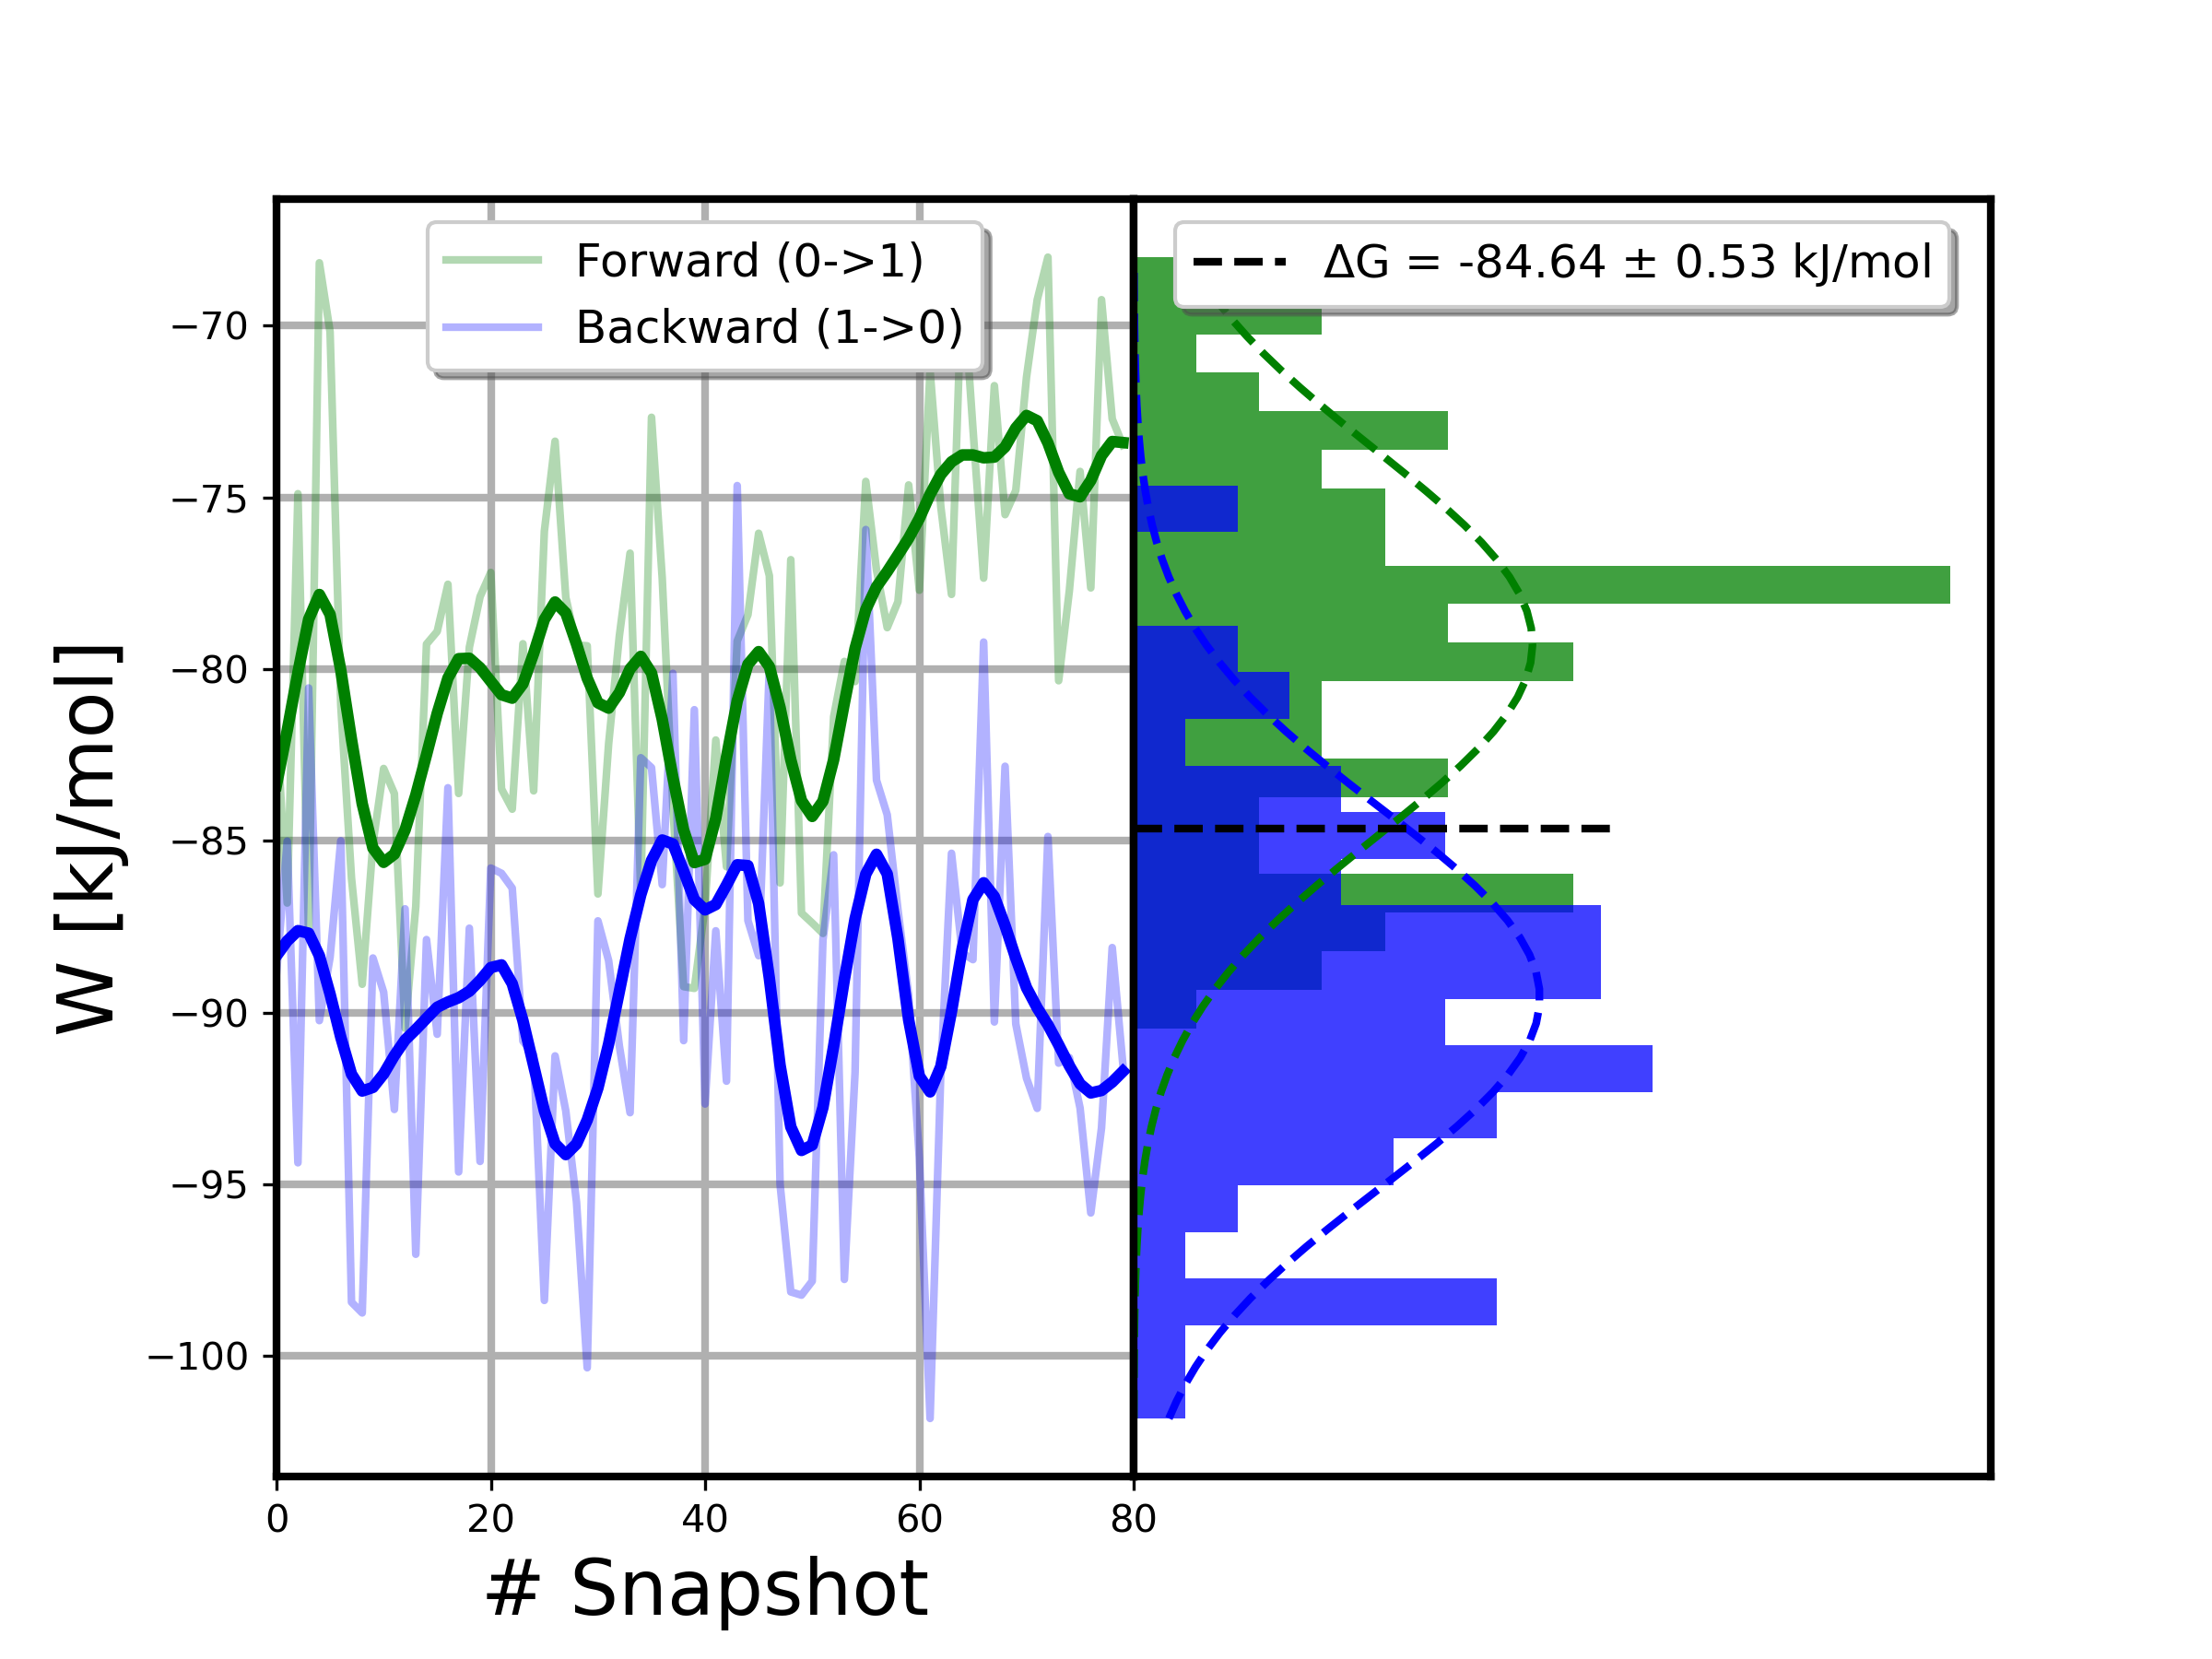 Forward (0->1)
Backward (1->0)
ΔG = -84.64 ± 0.53 kJ/mol
W [kJ/mol]
−70
−75
−80
−85
−90
−95
−100
0 20 40 60 80
# Snapshot